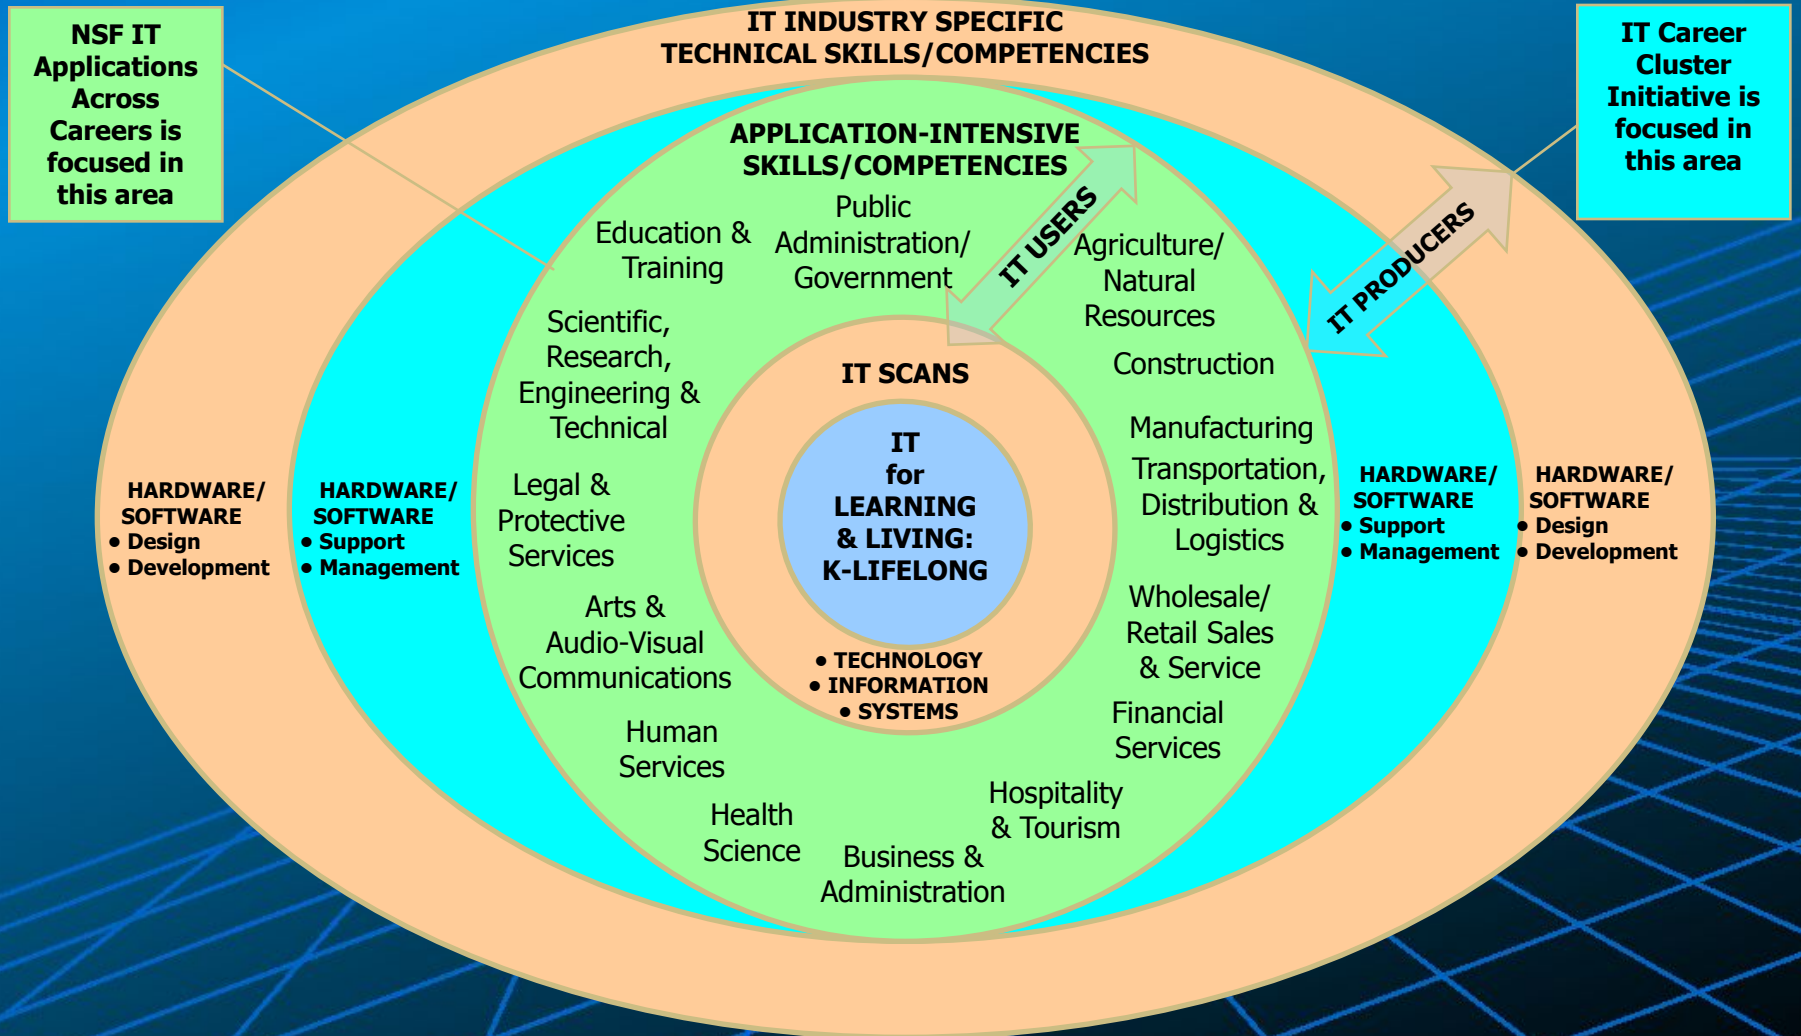 NSF IT
Applications
Across
Careers is
focused in
this area
IT INDUSTRY SPECIFIC
TECHNICAL SKILLS/COMPETENCIES
IT Career
Cluster
Initiative is
focused in
this area
APPLICATION-INTENSIVE
SKILLS/COMPETENCIES
IT USERS
IT PRODUCERS
Education &
Training
Public
Administration/
Government
Agriculture/
Natural
Resources
Scientific,
Research,
Engineering &
Technical
Construction
Manufacturing
Transportation,
Distribution &
Logistics
Legal &
Protective
Services
Arts &
Audio-Visual
Communications
Wholesale/
Retail Sales
& Service
Human
Services
Financial
Services
Health
Science
Hospitality
& Tourism
Business &
Administration
IT SCANS
IT
for
LEARNING
& LIVING:
K-LIFELONG
• TECHNOLOGY
• INFORMATION
• SYSTEMS
HARDWARE/
SOFTWARE
• Design
• Development
HARDWARE/
SOFTWARE
• Support
• Management
HARDWARE/
SOFTWARE
• Support
• Management
HARDWARE/
SOFTWARE
• Design
• Development